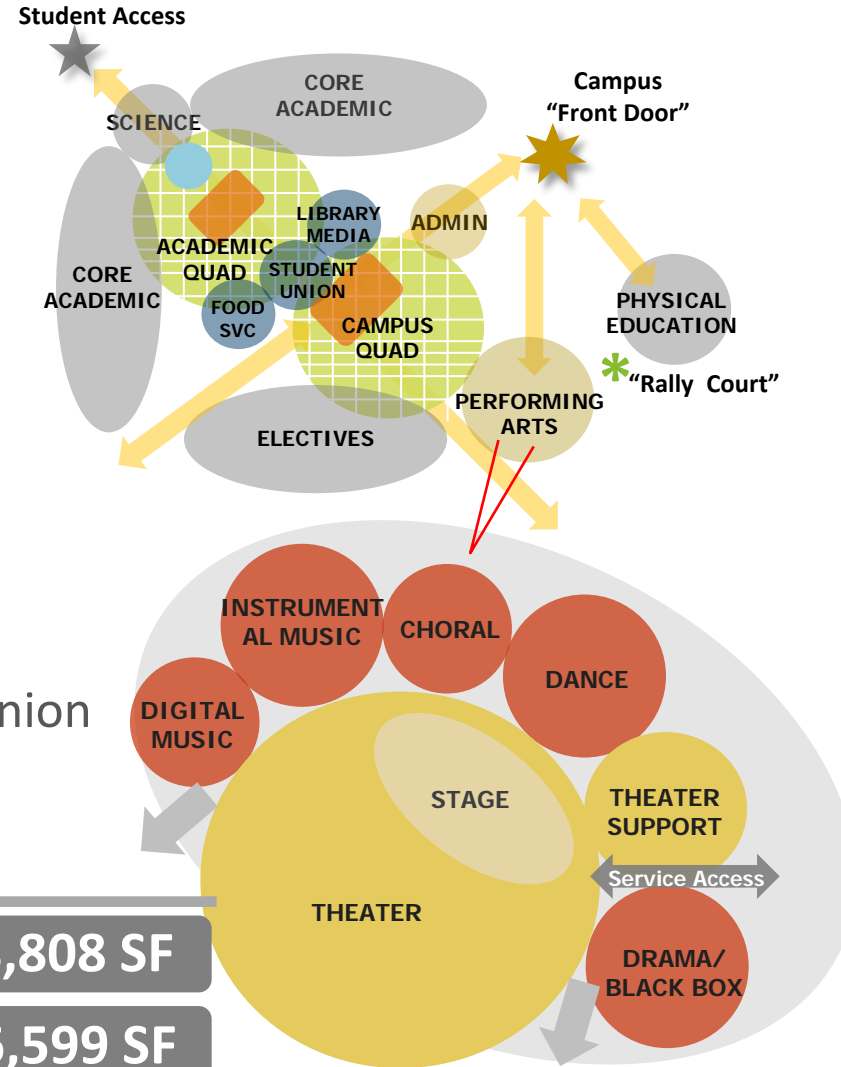 Student Access
CORE
ACADEMIC
Campus
“Front Door”
SCIENCE
LIBRARY
MEDIA
ADMIN
ACADEMIC
QUAD
STUDENT
UNION
CORE
ACADEMIC
FOOD
SVC
CAMPUS
QUAD
PHYSICAL
EDUCATION
*“Rally Court”
PERFORMING
ARTS
ELECTIVES
INSTRUMENT
AL MUSIC
CHORAL
DANCE
DIGITAL
MUSIC
nion
STAGE
THEATER
SUPPORT
Service Access
THEATER
DRAMA/
BLACK BOX
,808 SF
,599 SF